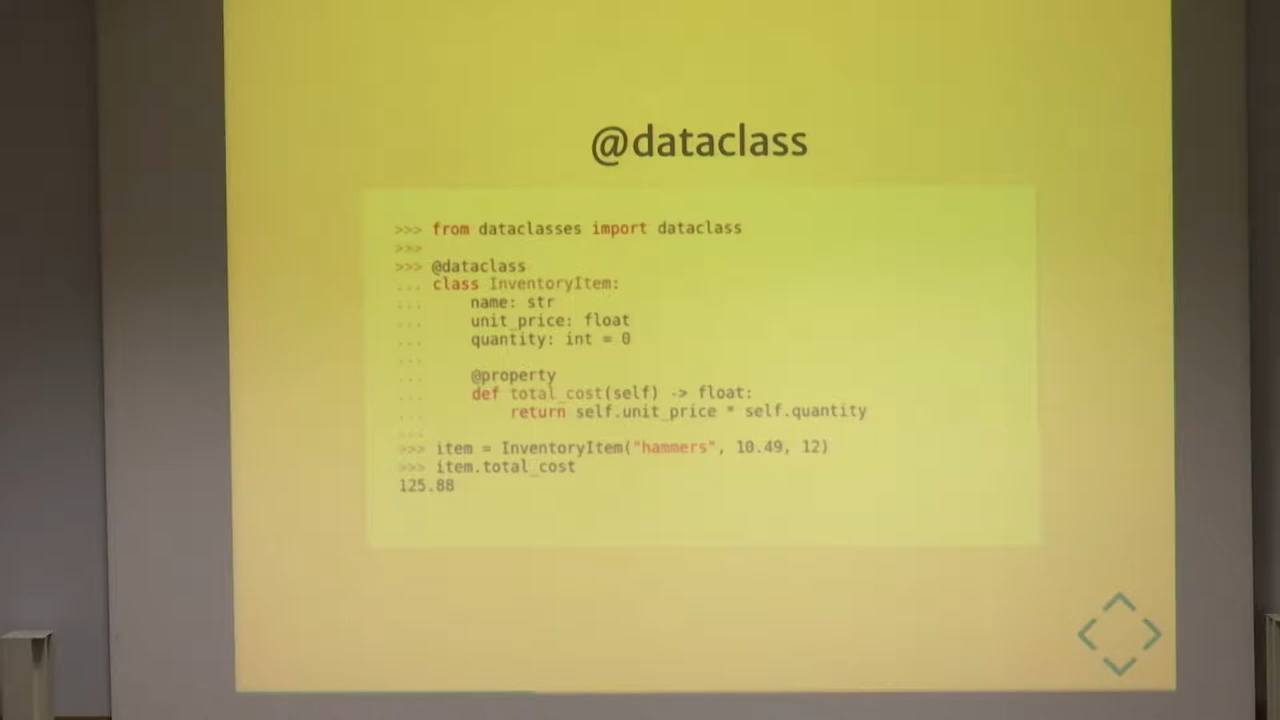 @dataclass
>>> from dataclasses import dataclass
>>>
>>> @dataclass
... class InventoryItem:
...     name: str
...     unit_price: float
...     quantity: int = 0
...
...     @property
...     def total_cost(self) -> float:
...         return self.unit_price * self.quantity
...
>>> item = InventoryItem("hammers", 10.49, 12)
>>> item.total_cost
125.88